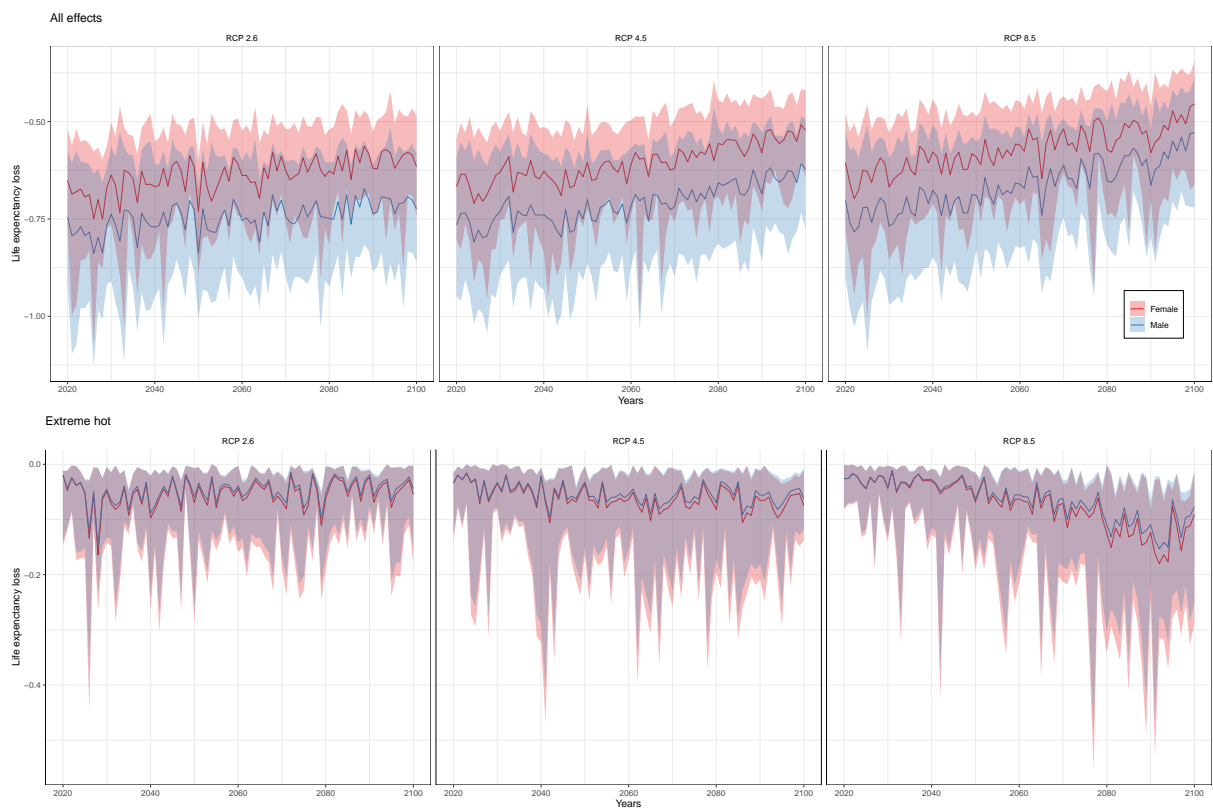 All effects
RCP 2.6
RCP 4.5
RCP 8.5
Life expenctancy loss
−0.50
−0.75
−1.00
Female
Male
2020 2040 2060 2080 2100
2020 2040 2060 2080 2100
2020 2040 2060 2080 2100
Years
Extreme hot
RCP 2.6
RCP 4.5
RCP 8.5
Life expenctancy loss
0.0
−0.2
−0.4
2020 2040 2060 2080 2100
2020 2040 2060 2080 2100
2020 2040 2060 2080 2100
Years